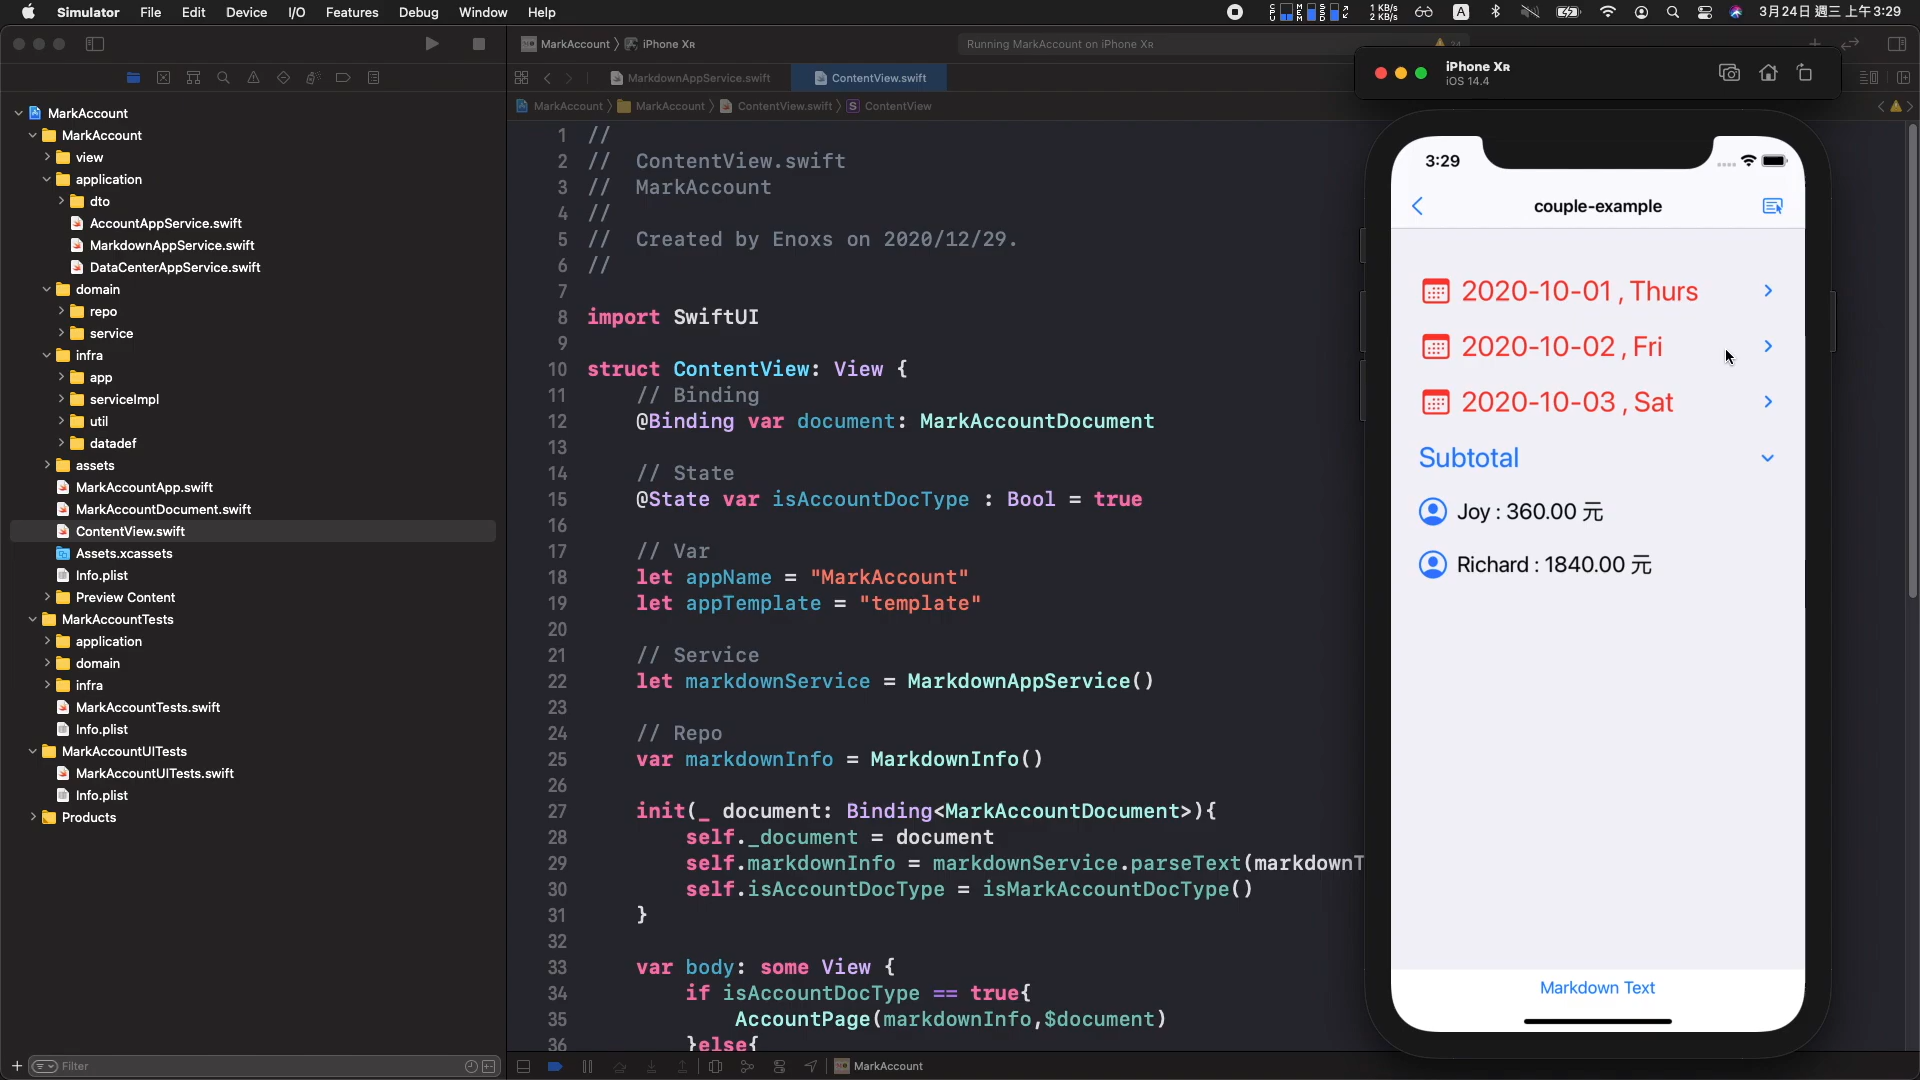 Simulator File Edit Device I/O Features Debug Window Help
1 KB/s
2 KB/s
A
3月24日 週三 上午3:29
MarkAccount 〉 iPhone XR
Running MarkAccount on iPhone XR
24
MarkdownAppService.swift
ContentView.swift
MarkAccount 〉 MarkAccount 〉 ContentView.swift 〉 S ContentView
MarkAccount
MarkAccount
view
application
dto
AccountAppService.swift
MarkdownAppService.swift
DataCenterAppService.swift
domain
repo
service
infra
app
serviceImpl
util
datadef
assets
MarkAccountApp.swift
MarkAccountDocument.swift
ContentView.swift
Assets.xcassets
Info.plist
Preview Content
MarkAccountTests
application
domain
infra
MarkAccountTests.swift
Info.plist
MarkAccountUITests
MarkAccountUITests.swift
Info.plist
Products
Filter
1 //
2 // ContentView.swift
3 // MarkAccount
4 //
5 // Created by Enoxs on 2020/12/29.
6 //
7
8 import SwiftUI
9
10 struct ContentView: View {
11 // Binding
12 @Binding var document: MarkAccountDocument
13
14 // State
15 @State var isAccountDocType : Bool = true
16
17 // Var
18 let appName = "MarkAccount"
19 let appTemplate = "template"
20
21 // Service
22 let markdownService = MarkdownAppService()
23
24 // Repo
25 var markdownInfo = MarkdownInfo()
26
27 init(_ document: Binding<MarkAccountDocument>){
28 self._document = document
29 self.markdownInfo = markdownService.parseText(markdownT
30 self.isAccountDocType = isMarkAccountDocType()
31 }
32
33 var body: some View {
34 if isAccountDocType == true{
35 AccountPage(markdownInfo,$document)
36 }else{
MarkAccount
iPhone XR
iOS 14.4
3:29
couple-example
2020-10-01 , Thurs
2020-10-02 , Fri
2020-10-03 , Sat
Subtotal
Joy : 360.00 元
Richard : 1840.00 元
Markdown Text